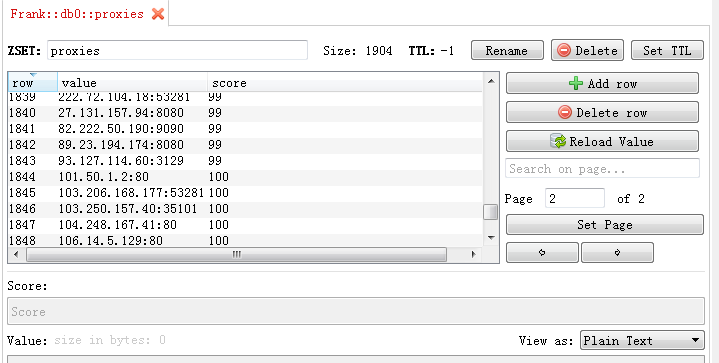 Frank::db0::proxies
ZSET: proxies Size: 1904 TTL: -1 Rename Delete Set TTL
row value score
1839 222.72.104.18:53281 99
1840 27.131.157.94:8080 99
1841 82.222.50.190:9090 99
1842 89.23.194.174:8080 99
1843 93.127.114.60:3129 99
1844 101.50.1.2:80 100
1845 103.206.168.177:53281 100
1846 103.250.157.40:35101 100
1847 104.248.167.41:80 100
1848 106.14.5.129:80 100
Add row
Delete row
Reload Value
Search on page...
Page 2 of 2
Set Page
Score:
Score
Value: size in bytes: 0 View as: Plain Text